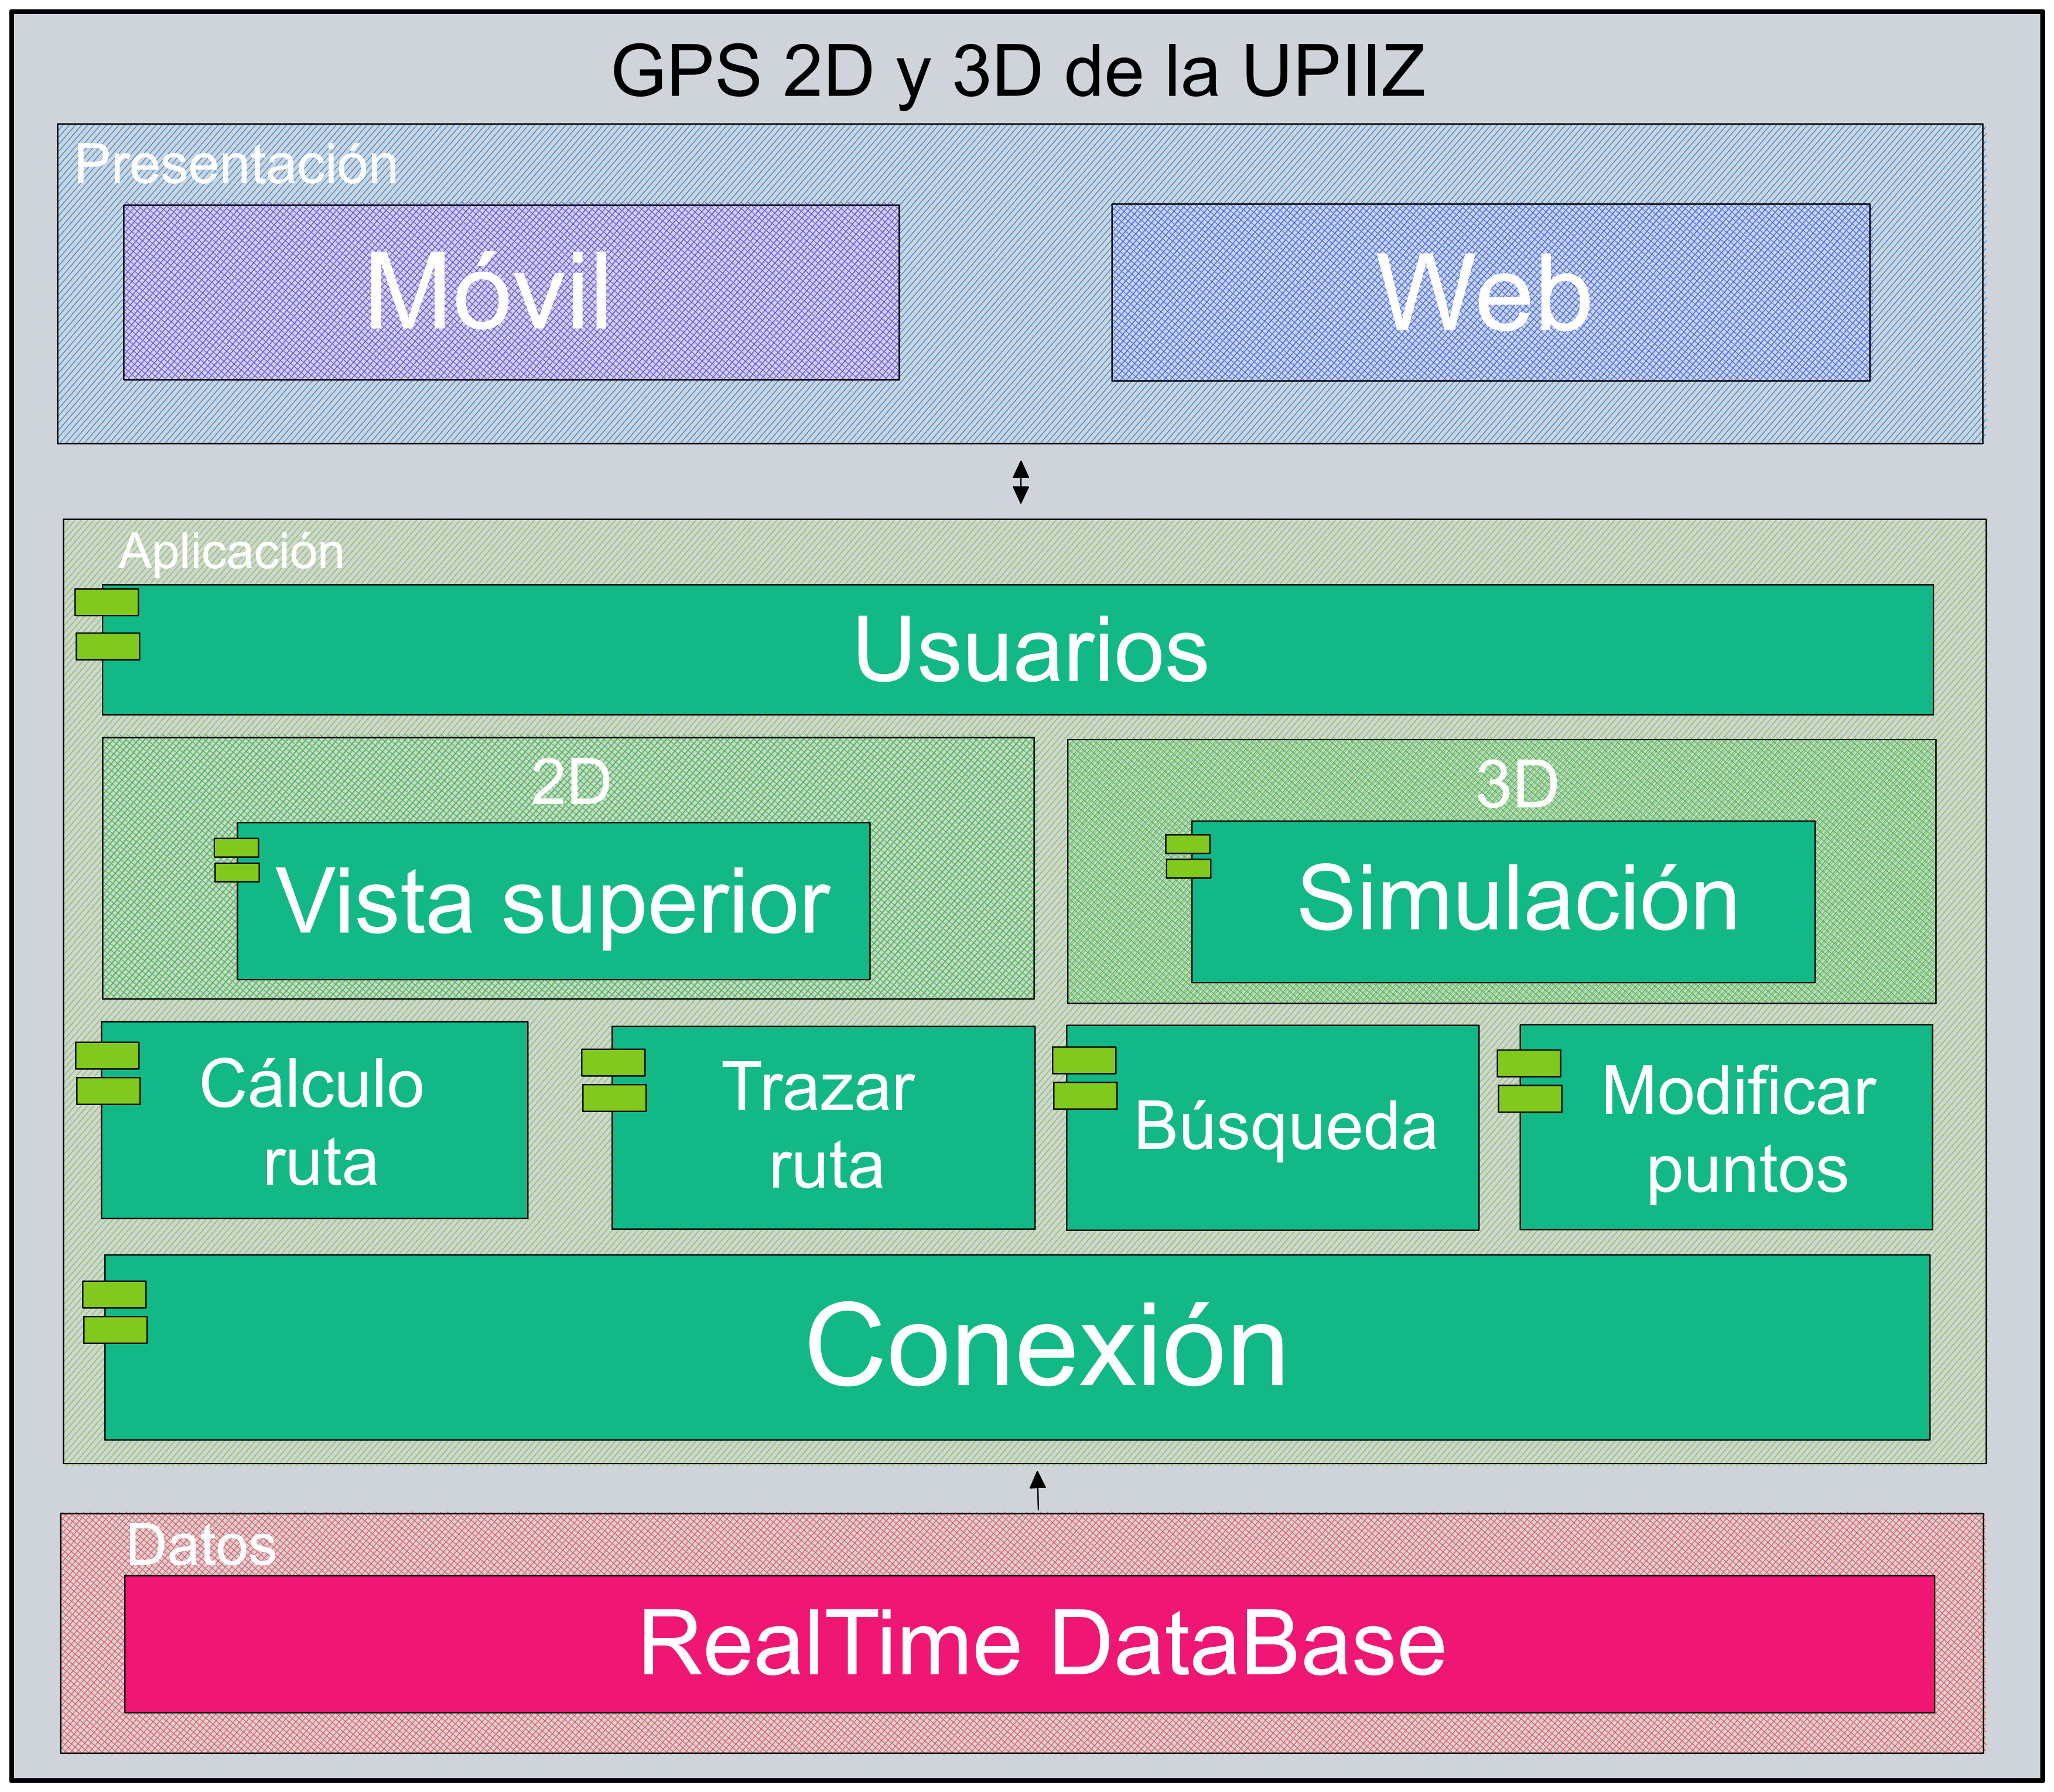 GPS 2D y 3D de la UPIIZ
Presentación
Móvil
Web
Aplicación
Usuarios
2D
Vista superior
3D
Simulación
Cálculo
ruta
Trazar
ruta
Búsqueda
Modificar
puntos
Conexión
Datos
RealTime DataBase